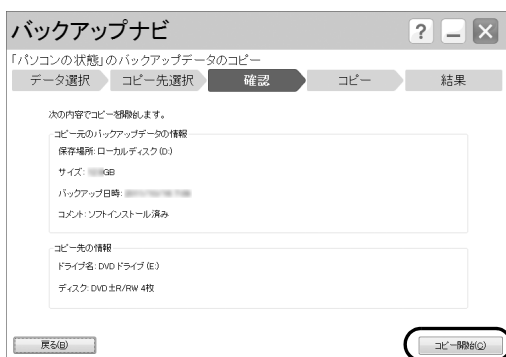 バックアップナビ
?
「パソコンの状態」のバックアップデータのコピー
データ選択 コピー先選択 確認 コピー 結果
次の内容でコピーを開始します。
コピー元のバックアップデータの情報
保存場所: ローカルディスク (D:)
サイズ: GB
バックアップ日時:
コメント: ソフトインストール済み
コピー先の情報
ドライブ名: DVD ドライブ (E:)
ディスク: DVD±R/RW 4枚
戻る(B) コピー開始(C)